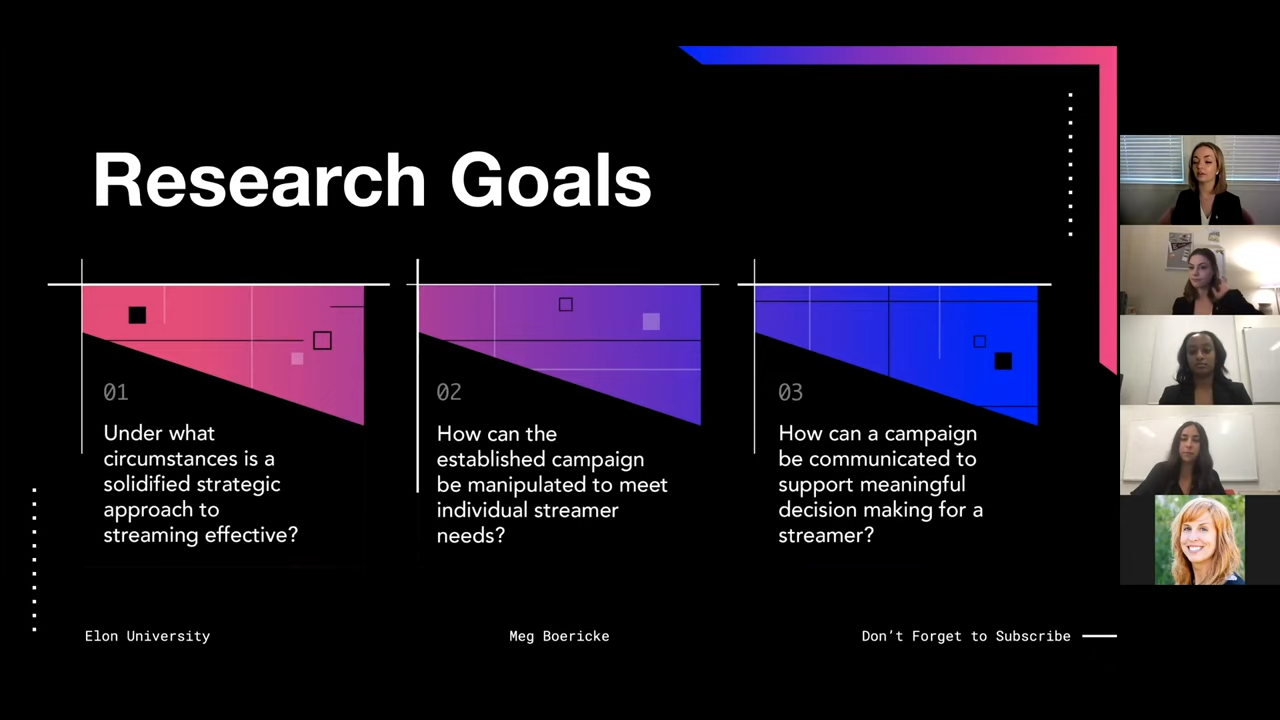 Research Goals
01
Under what
circumstances is a
solidified strategic
approach to
streaming effective?
02
How can the
established campaign
be manipulated to meet
individual streamer
needs?
03
How can a campaign
be communicated to
support meaningful
decision making for a
streamer?
Elon University
Meg Boericke
Don't Forget to Subscribe